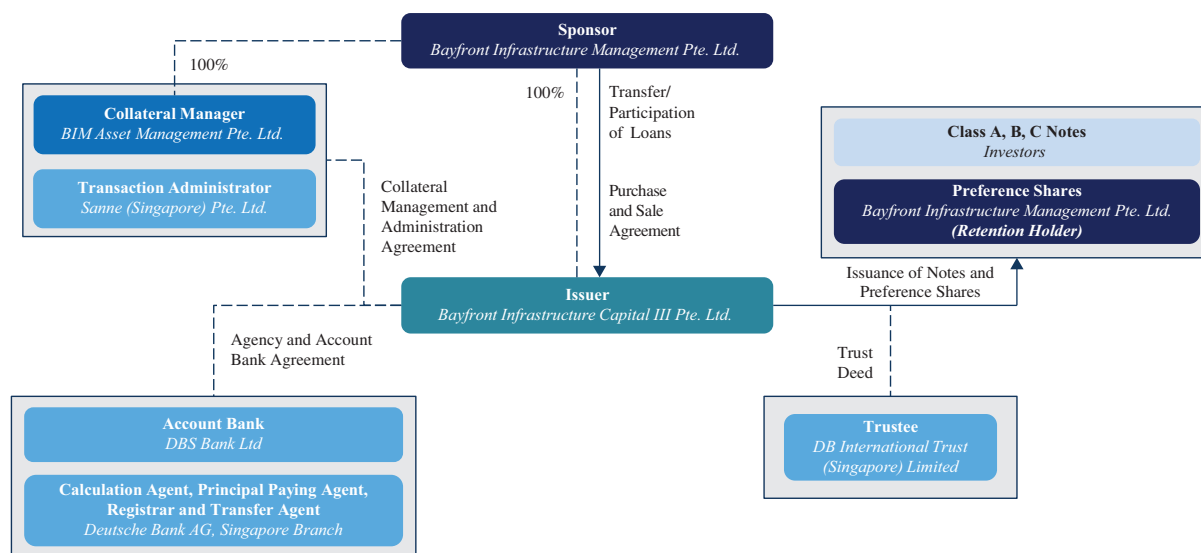 Sponsor
Bayfront Infrastructure Management Pte. Ltd.
100%
Collateral Manager
BIM Asset Management Pte. Ltd.
Transaction Administrator
Sanne (Singapore) Pte. Ltd.
100%
Transfer/
Participation
of Loans
Purchase
and Sale
Agreement
Collateral
Management and
Administration
Agreement
Class A, B, C Notes
Investors
Preference Shares
Bayfront Infrastructure Management Pte. Ltd.
(Retention Holder)
Issuance of Notes and
Preference Shares
Issuer
Bayfront Infrastructure Capital III Pte. Ltd.
Agency and Account
Bank Agreement
Trust
Deed
Account Bank
DBS Bank Ltd
Calculation Agent, Principal Paying Agent,
Registrar and Transfer Agent
Deutsche Bank AG, Singapore Branch
Trustee
DB International Trust
(Singapore) Limited